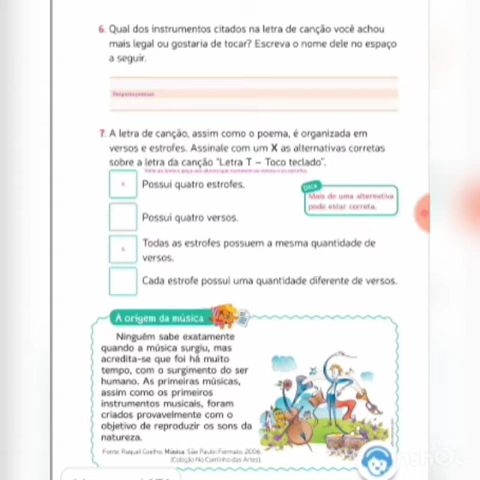 6. Qual dos instrumentos citados na letra de canção você achou
mais legal ou gostaria de tocar? Escreva o nome dele no espaço
a seguir.
Resposta pessoal.
7. A letra de canção, assim como o poema, é organizada em
versos e estrofes. Assinale com um X as alternativas corretas
sobre a letra da canção "Letra T – Toco teclado".
x Possui quatro estrofes.
DICA
Mais de uma alternativa
pode estar correta.
Possui quatro versos.
x Todas as estrofes possuem a mesma quantidade de
versos.
Cada estrofe possui uma quantidade diferente de versos.
A origem da música
Ninguém sabe exatamente
quando a música surgiu, mas
acredita-se que foi há muito
tempo, com o surgimento do ser
humano. As primeiras músicas,
assim como os primeiros
instrumentos musicais, foram
criados provavelmente com o
objetivo de reproduzir os sons da
natureza.
Fonte: Raquel Coelho. Música. São Paulo: Formato, 2006.
(Coleção No Caminho das Artes).